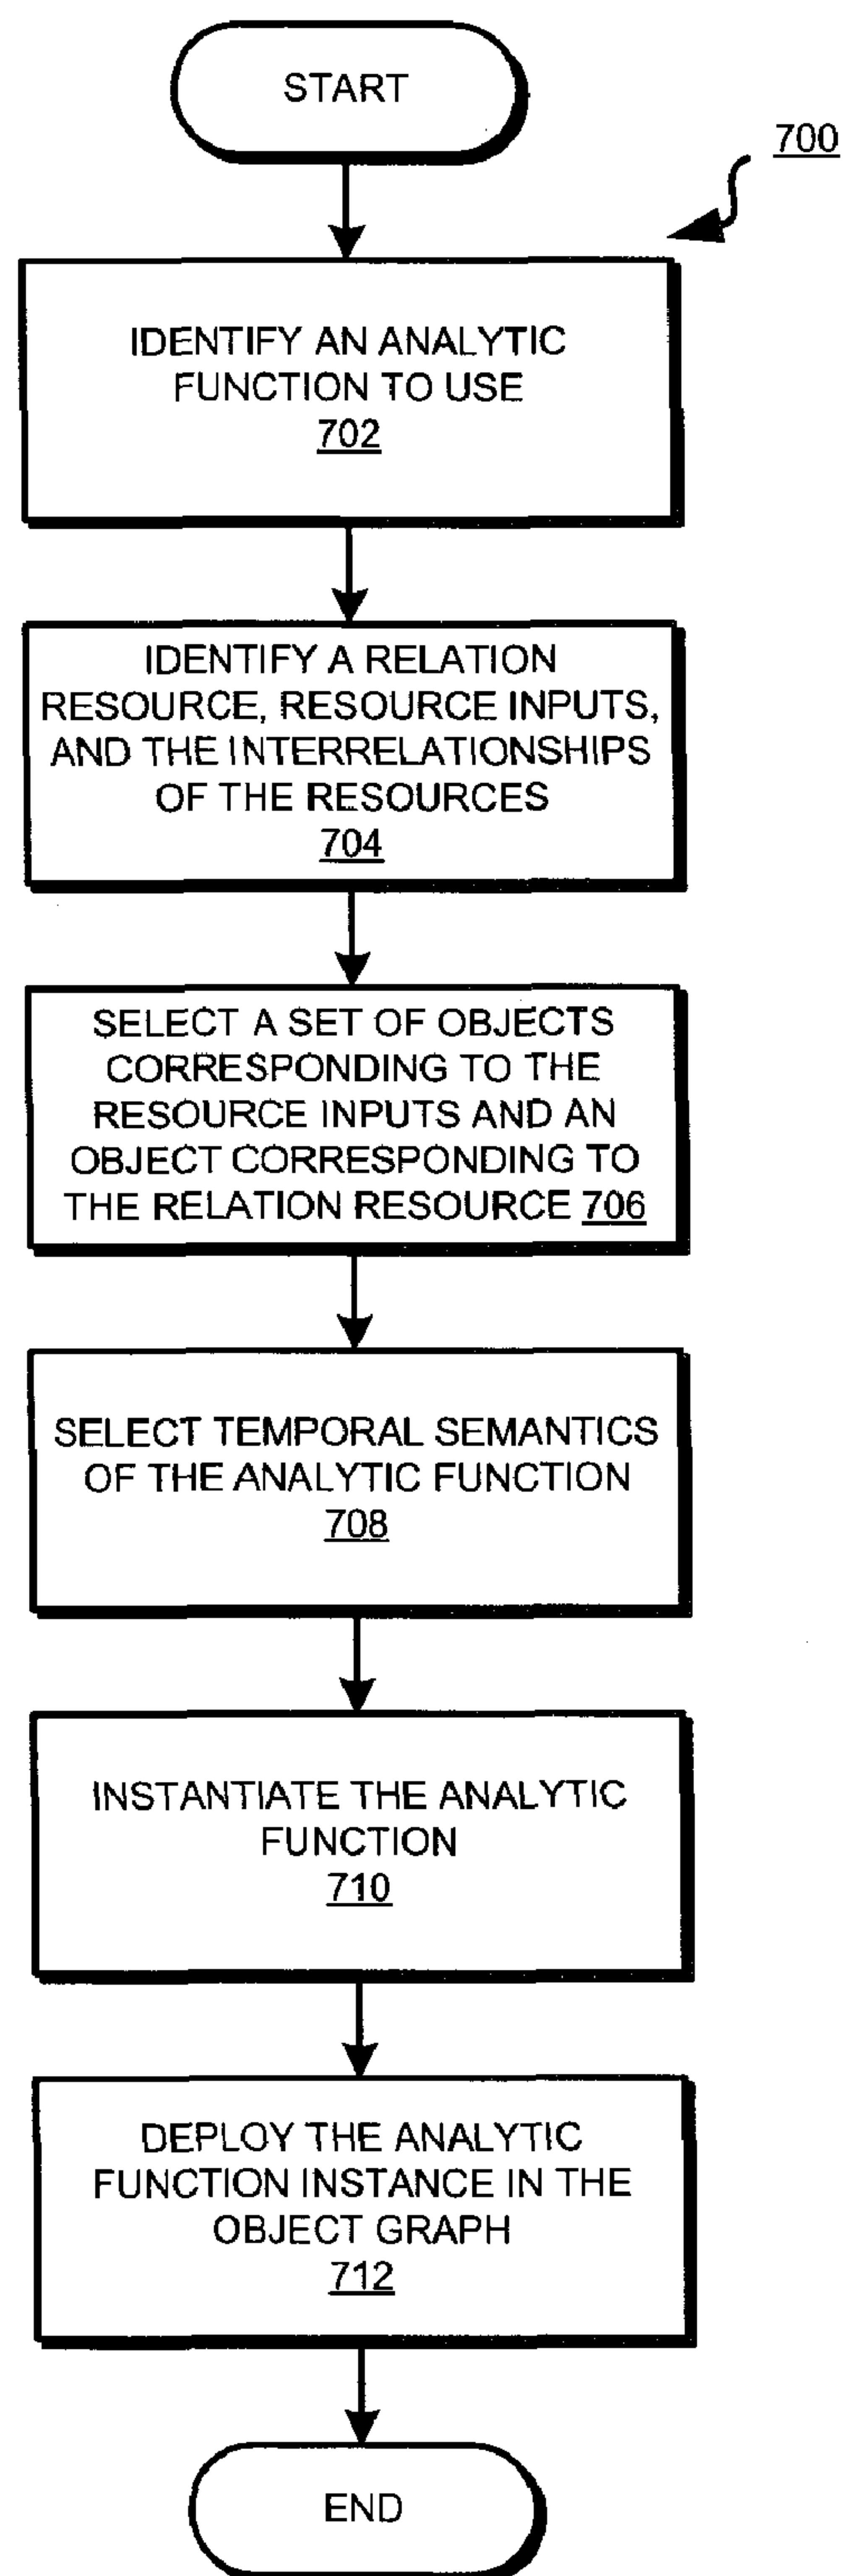 START
700
IDENTIFY AN ANALYTIC
FUNCTION TO USE
702
IDENTIFY A RELATION
RESOURCE, RESOURCE INPUTS,
AND THE INTERRELATIONSHIPS
OF THE RESOURCES
704
SELECT A SET OF OBJECTS
CORRESPONDING TO THE
RESOURCE INPUTS AND AN
OBJECT CORRESPONDING TO
THE RELATION RESOURCE 706
SELECT TEMPORAL SEMANTICS
OF THE ANALYTIC FUNCTION
708
INSTANTIATE THE ANALYTIC
FUNCTION
710
DEPLOY THE ANALYTIC
FUNCTION INSTANCE IN THE
OBJECT GRAPH
712
END